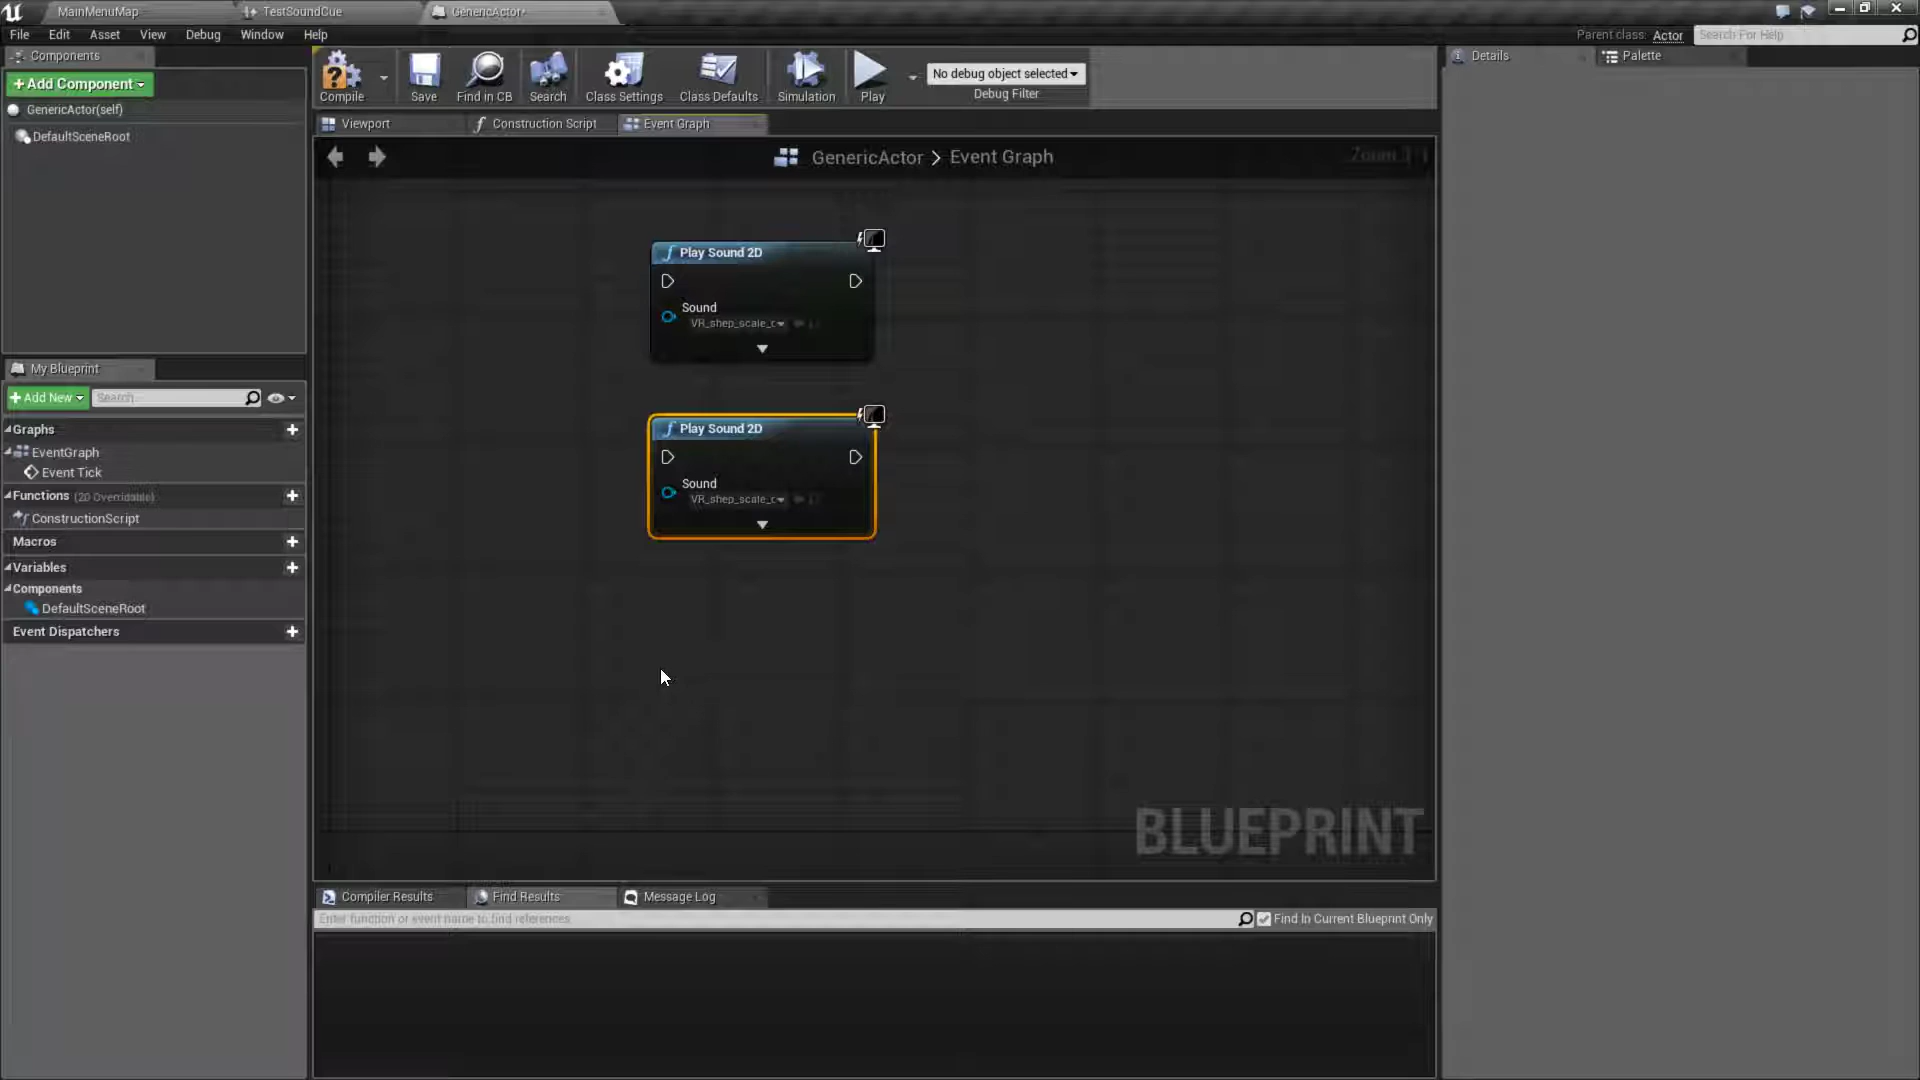 MainMenuMap
TestSoundCue
GenericActor*
File Edit Asset View Debug Window Help
Parent class: Actor
Search For Help
Components
+Add Component
GenericActor(self)
DefaultSceneRoot
Compile
Save
Find in CB
Search
Class Settings
Class Defaults
Simulation
Play
No debug object selected
Debug Filter
Details
Palette
Viewport
Construction Script
Event Graph
GenericActor > Event Graph
Zoom 1:1
Play Sound 2D
Sound
VR_shep_scale_c
Play Sound 2D
Sound
VR_shep_scale_c
BLUEPRINT
My Blueprint
+Add New
Search
Graphs
EventGraph
Event Tick
Functions (20 Overridable)
ConstructionScript
Macros
Variables
Components
DefaultSceneRoot
Event Dispatchers
Compiler Results
Find Results
Message Log
Enter function or event name to find references
Find In Current Blueprint Only